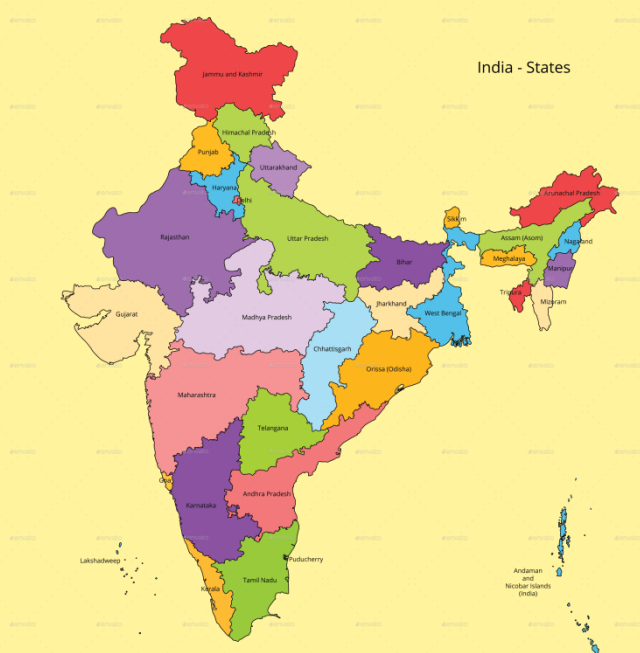 India - States
Jammu and Kashmir
Himachal Pradesh
Punjab
Uttarakhand
Haryana
Delhi
Arunachal Pradesh
Sikkim
Rajasthan
Uttar Pradesh
Assam (Asom)
Nagaland
Bihar
Meghalaya
Manipur
Tripura
Mizoram
Jharkhand
Gujarat
Madhya Pradesh
West Bengal
Chhattisgarh
Orissa (Odisha)
Maharashtra
Telangana
Goa
Andhra Pradesh
Karnataka
Lakshadweep
Puducherry
Tamil Nadu
Kerala
Andaman
and
Nicobar Islands
(India)